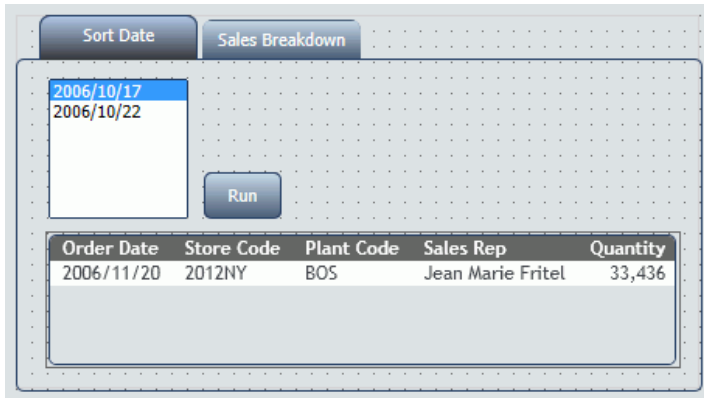 Sort Date Sales Breakdown
2006/10/17
2006/10/22
Run
Order Date Store Code Plant Code Sales Rep Quantity
2006/11/20 2012NY BOS Jean Marie Fritel 33,436